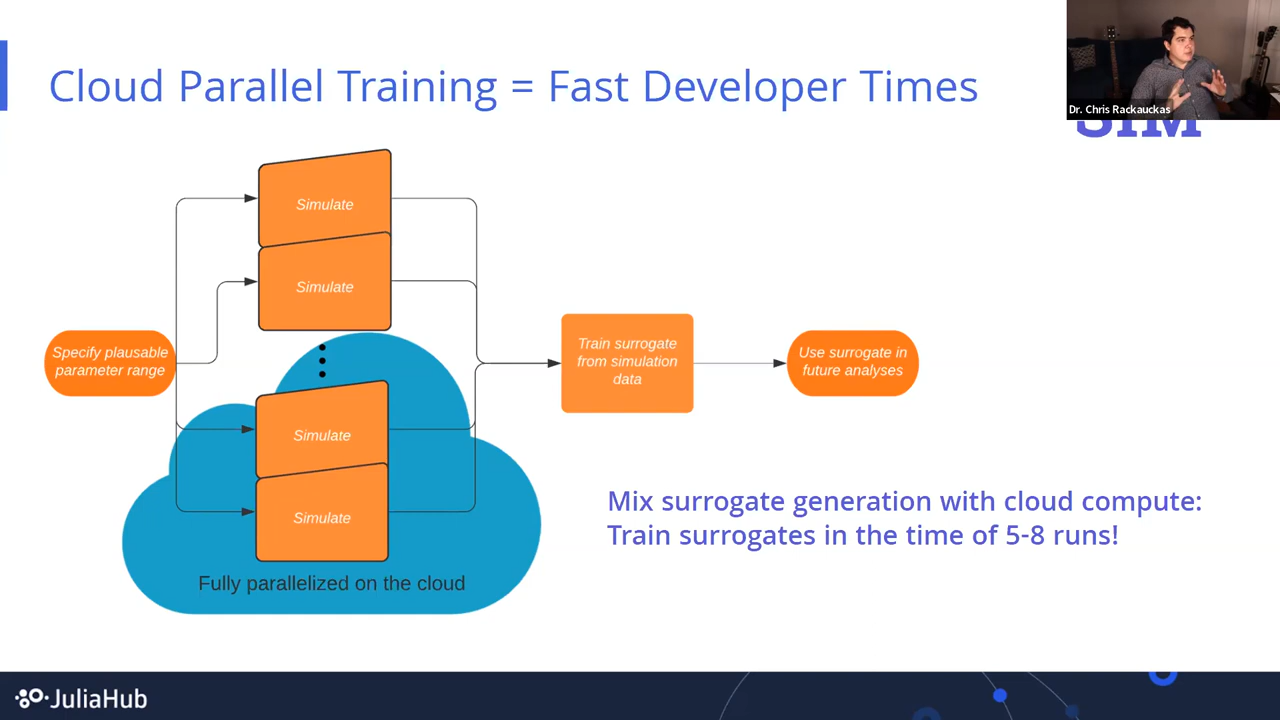 Cloud Parallel Training = Fast Developer Times
Dr. Chris Rackauckas
Simulate
Simulate
Specify plausable
parameter range
Train surrogate
from simulation
data
Use surrogate in
future analyses
Simulate
Simulate
Fully parallelized on the cloud
Mix surrogate generation with cloud compute:
Train surrogates in the time of 5-8 runs!
JuliaHub